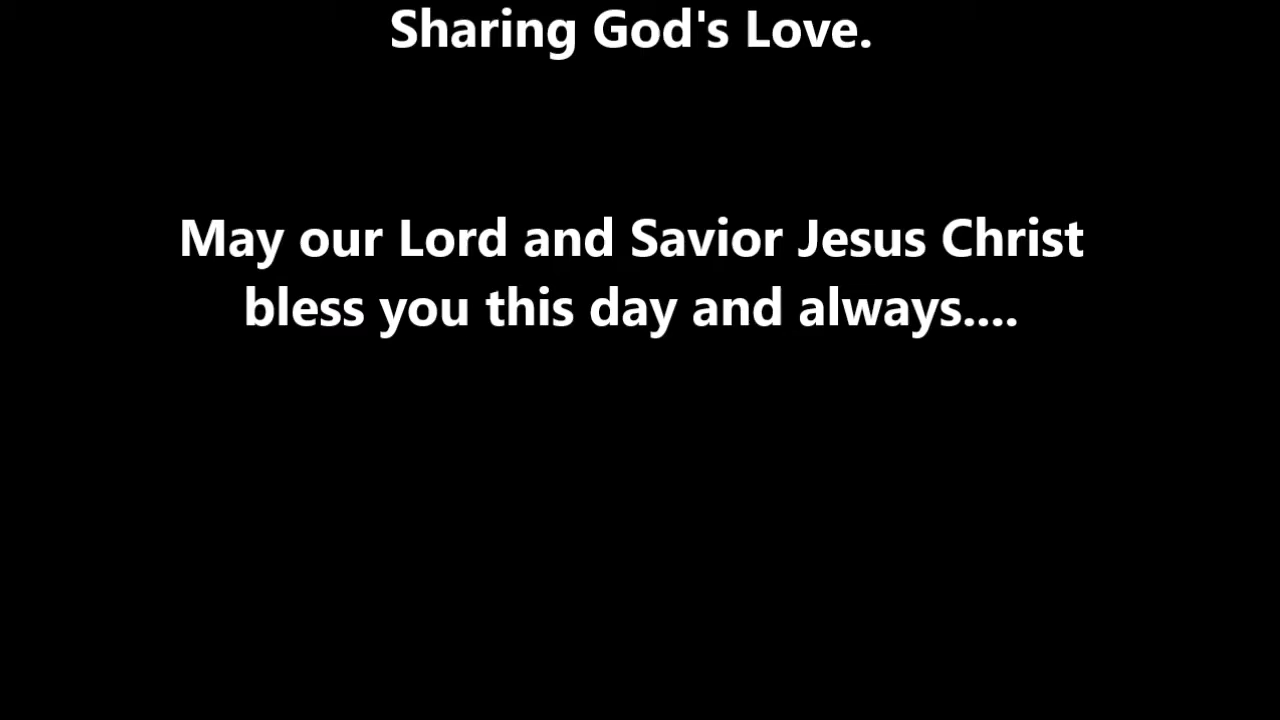 Sharing God's Love.
May our Lord and Savior Jesus Christ
bless you this day and always....